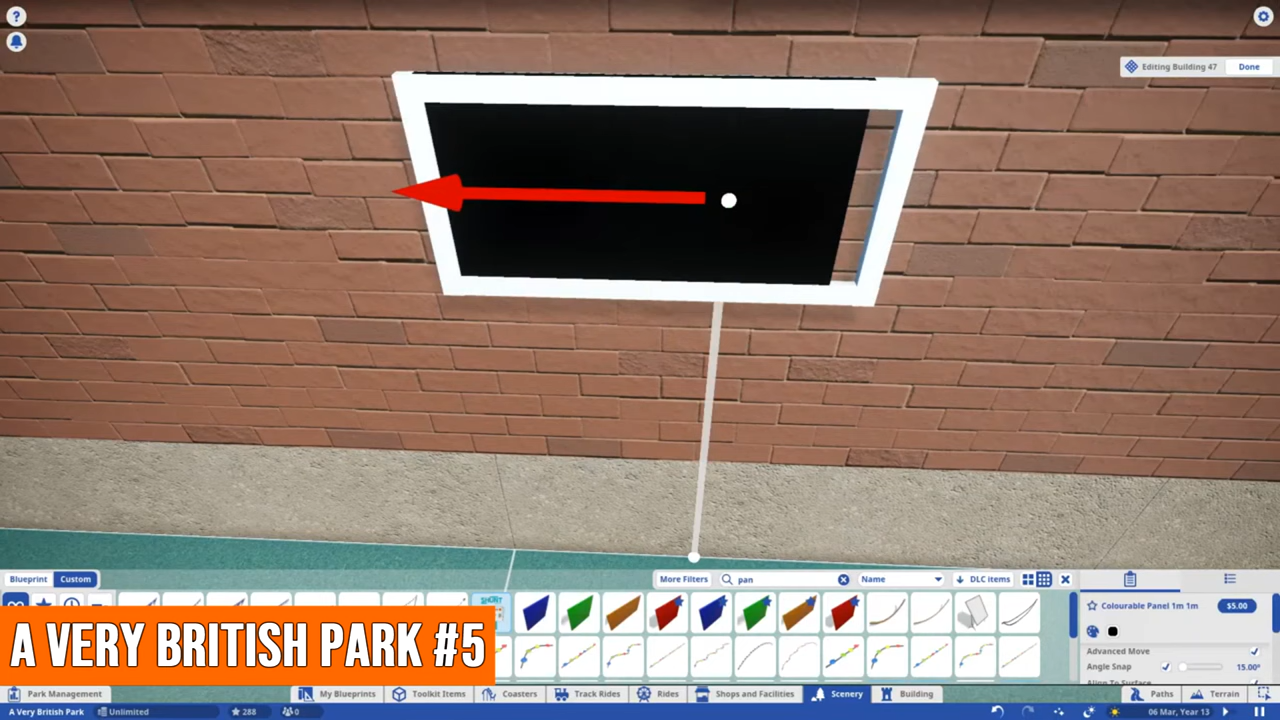 ?
Editing Building 47
Done
Blueprint
Custom
More Filters
pan
Name
DLC items
SHORT
Colourable Panel 1m 1m
$5.00
Advanced Move
Angle Snap
15.00°
A VERY BRITISH PARK #5
Park Management
My Blueprints
Toolkit Items
Coasters
Track Rides
Rides
Shops and Facilities
Scenery
Building
Paths
Terrain
A Very British Park
Unlimited
288
0
06 Mar, Year 13